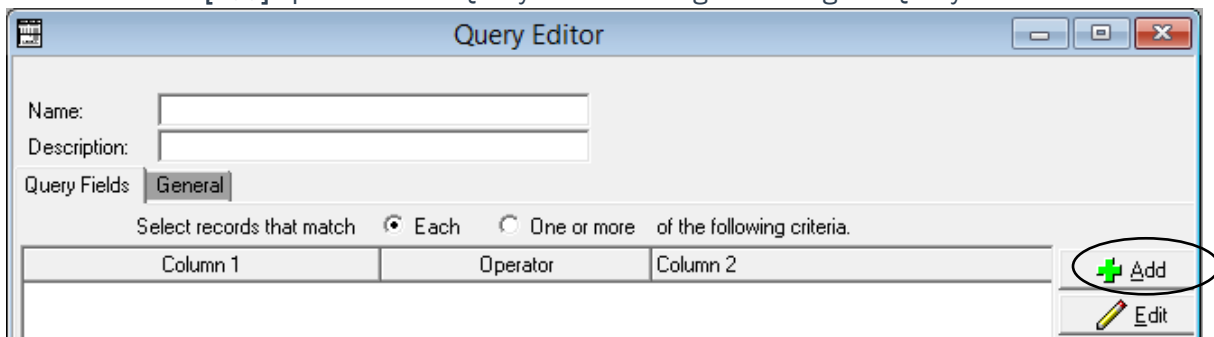 Query Editor
Name:
Description:
Query Fields General
Select records that match Each One or more of the following criteria.
Column 1 Operator Column 2
Add
Edit